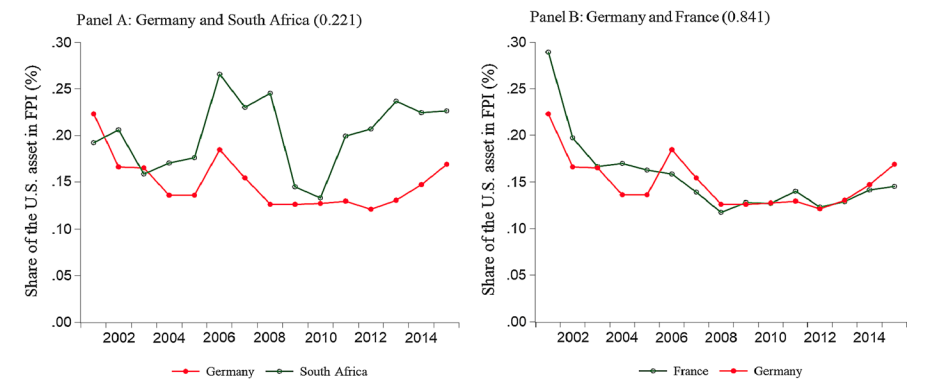 Panel A: Germany and South Africa (0.221)
Share of the U.S. asset in FPI (%)
.30
.25
.20
.15
.10
.05
.00
2002 2004 2006 2008 2010 2012 2014
Germany South Africa
Panel B: Germany and France (0.841)
Share of the U.S. asset in FPI (%)
.30
.25
.20
.15
.10
.05
.00
2002 2004 2006 2008 2010 2012 2014
France Germany